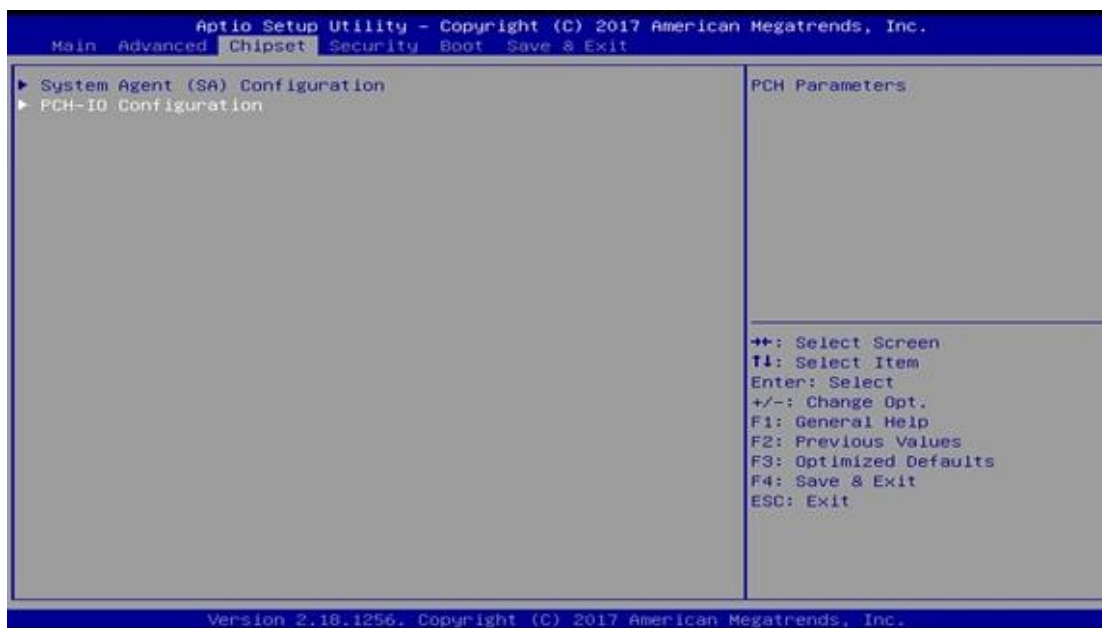 Aptio Setup Utility - Copyright (C) 2017 American Megatrends, Inc.
Main Advanced Chipset Security Boot Save & Exit
► System Agent (SA) Configuration
► PCH-IO Configuration
PCH Parameters
→←: Select Screen
↑↓: Select Item
Enter: Select
+/-: Change Opt.
F1: General Help
F2: Previous Values
F3: Optimized Defaults
F4: Save & Exit
ESC: Exit
Version 2.18.1256. Copyright (C) 2017 American Megatrends, Inc.